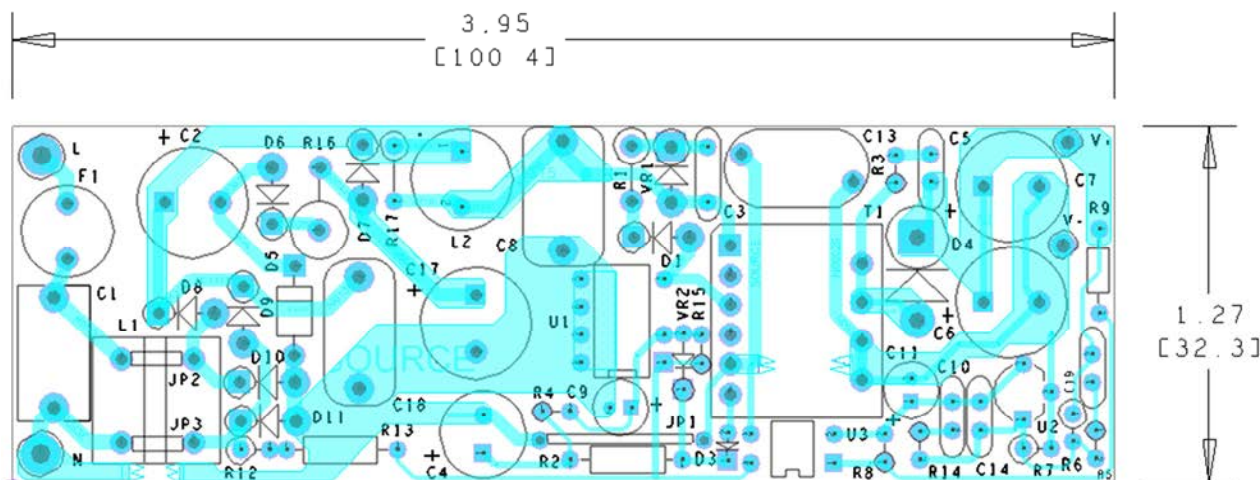 3.95
[100 4]
L
+ C2
D6
R16
F1
D7
R17
1
2
L2
R1
VR1
C3
C13
R3
C5
V+
T1
+
C7
V-
R9
D4
D5
C8
D1
C1
D8
D9
C17
+
U1
VR2
R15
+
C6
L1
SOURCE
JP2
D10
C11
C10
C19
JP3
D11
C18
R4
C9
+
JP1
+
U3
U2
N
R12
R13
+
C4
R2
D3
R8
R14
C14
R7
R6
R5
1.27
[32.3]